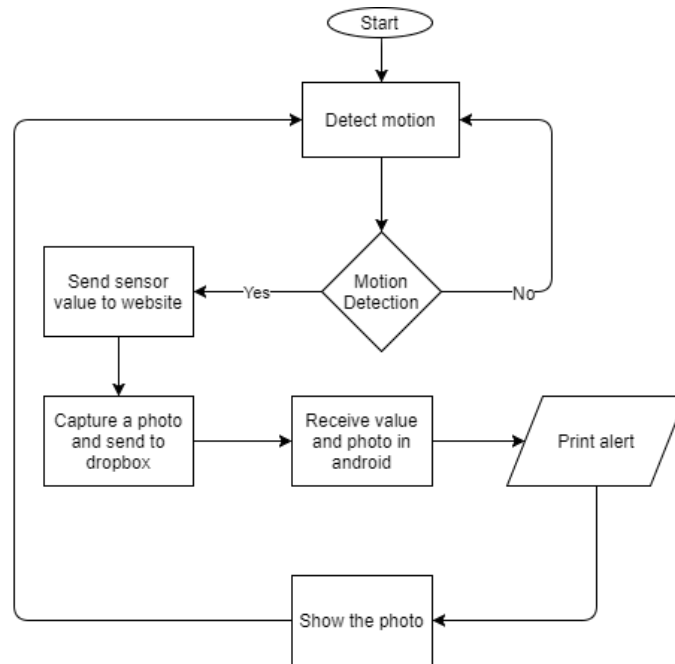 Start
Detect motion
Motion
Detection
No
Yes
Send sensor
value to website
Capture a photo
and send to
dropbox
Receive value
and photo in
android
Print alert
Show the photo